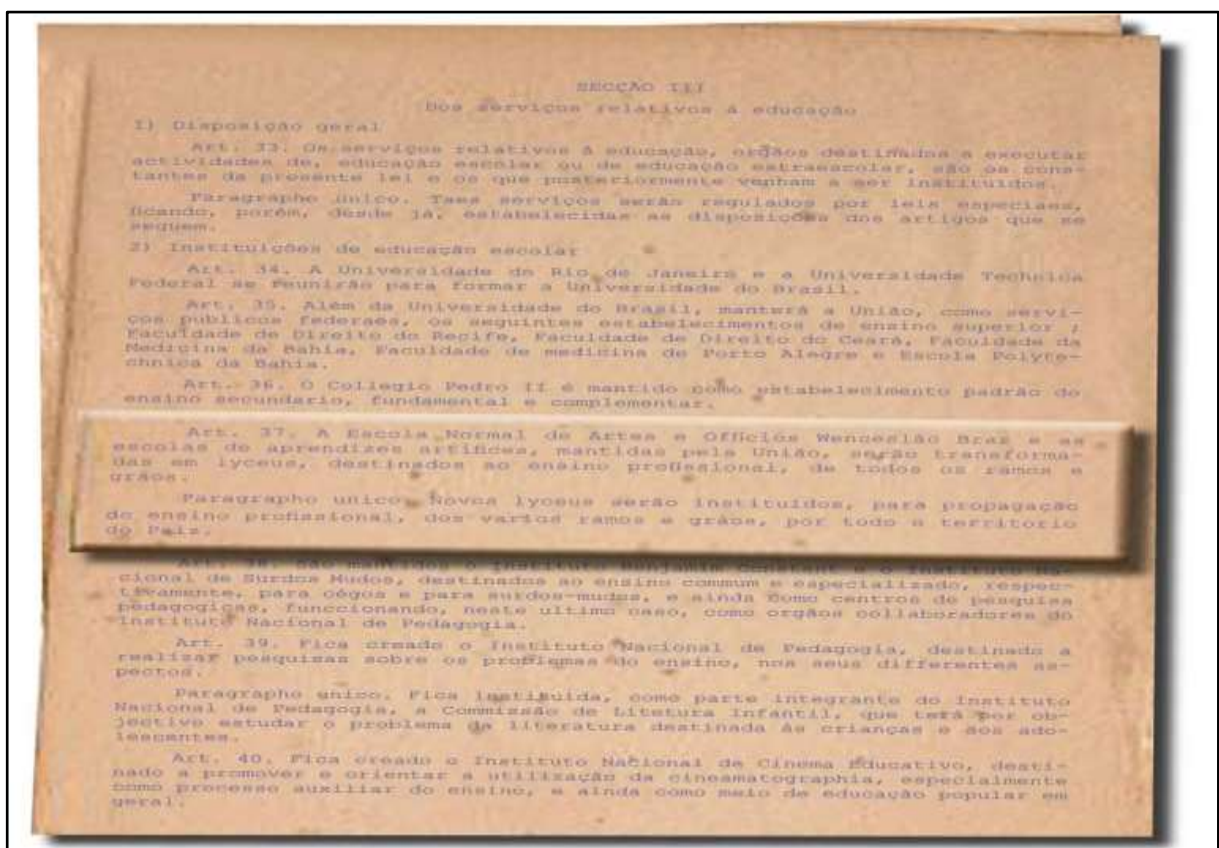 SECÇÃO III
Dos serviços relativos á educação
1) Disposição geral
Art. 33. Os serviços relativos á educação, orgãos destinados a executar
actividades de, educação escolar ou de educação extraescolar, são os cons-
tantes da presente lei e os que posteriormente venham a ser instituidos.
Paragrapho unico. Taes serviços serão regulados por leis especiaes,
ficando, porém, desde já, estabelecidas as disposições dos artigos que se
seguem.
2) Instituições de educação escolar
Art. 34. A Universidade do Rio de Janeiro e a Universidade Technica
Federal se Reunirão para formar a Universidade do Brasil.
Art. 35. Além da Universidade do Brasil, manterá a União, como servi-
ços publicos federaes, os seguintes estabelecimentos de ensino superior ;
Faculdade de Direito do Recife, Faculdade de Direito do Ceará, Faculdade da
Medicina da Bahia, Faculdade de medicina de Porto Alegre e Escola Polyte-
chnica da Bahia.
Art. 36. O Collegio Pedro II é mantido como estabelecimento padrão do
ensino secundario, fundamental e complementar.
Art. 37. A Escola Normal de Artes e Officiós Wenceslão Braz e as
escolas de aprendizes artifices, mantidas pela União, serão transforma-
das em lyceus, destinados ao ensino profissional, de todos os ramos e
gráos.
Paragrapho unico. Novos lyceus serão instituidos, para propagação
do ensino profissional, dos varios ramos e gráos, por todo o territorio
do Paiz.
Art. 38. São mantidos o Instituto Benjamin Constant e o Instituto Na-
cional de Surdos Mudos, destinados ao ensino commum e especializado, respec-
tivamente, para cégos e para surdos-mudos, e ainda como centros de pesquisa
pedagogicas, funccionando, neste ultimo caso, como orgãos collaboradores do
Instituto Nacional de Pedagogia.
Art. 39. Fica creado o Instituto Nacional de Pedagogia, destinado a
realizar pesquisas sobre os problemas do ensino, nos seus differentes as-
pectos.
Paragrapho unico. Fica instituida, como parte integrante do Instituto
Nacional de Pedagogia, a Commissão de Litetura Infantil, que terá por ob-
jectivo estudar o problema da literatura destinada ás crianças e aos ado-
lescentes.
Art. 40. Fica creado o Instituto Nacional de Cinema Educativo, desti-
nado a promover e orientar a utilização da cineamatographia, especialmente
como processo auxiliar do ensino, e ainda como meio de educação popular em
geral.